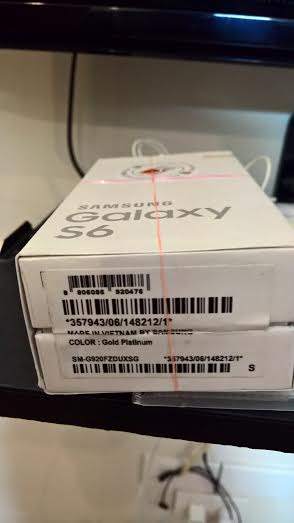 SAMSUNG
Galaxy
S6
8 806086 920476
*357943/06/148212/1*
MADE IN VIETNAM BY SAMSUNG
COLOR : Gold Platinum
SM-G920FZDUXSG *357943/06/148212/1*
S